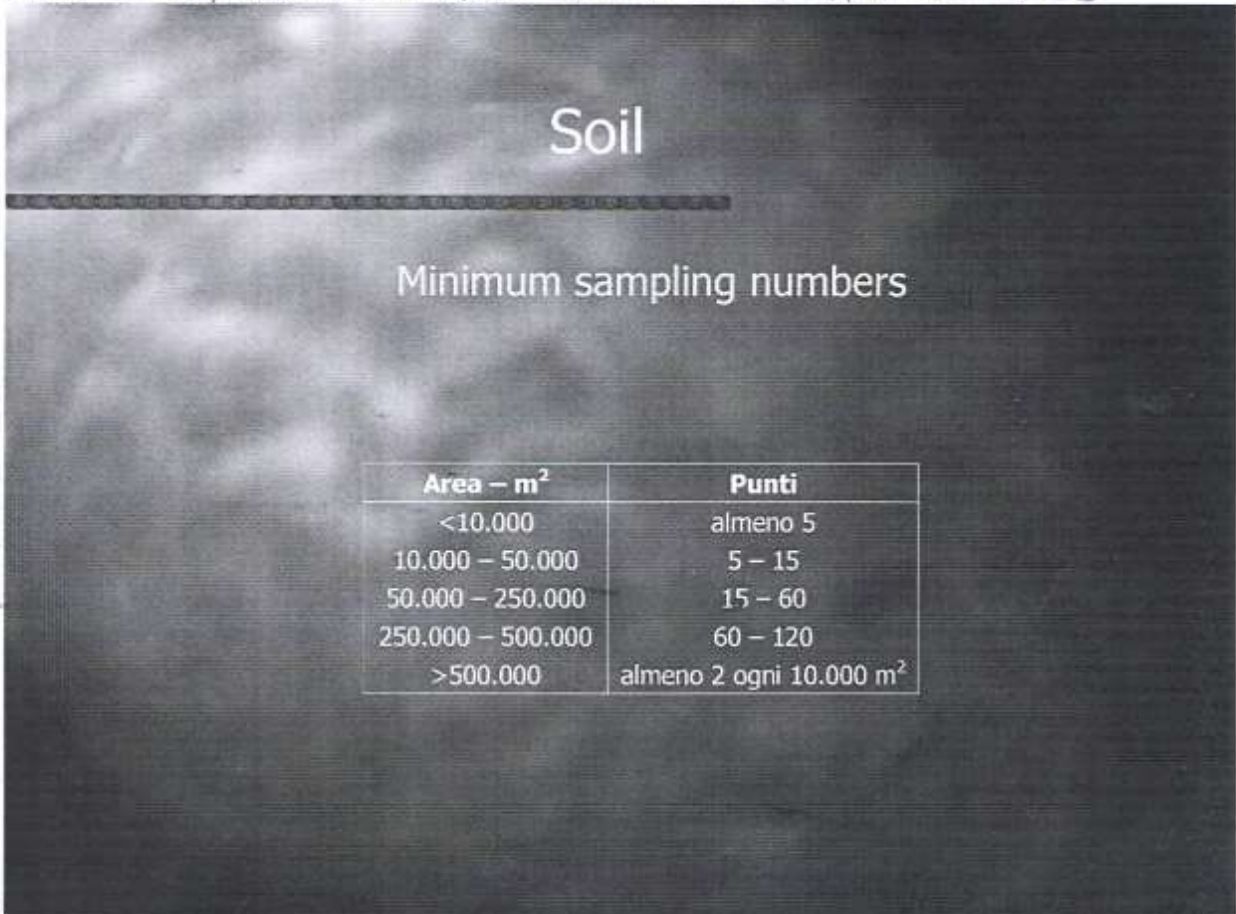 Soil
Minimum sampling numbers
Area – m² Punti
<10.000 almeno 5
10.000 – 50.000 5 – 15
50.000 – 250.000 15 – 60
250.000 – 500.000 60 – 120
>500.000 almeno 2 ogni 10.000 m²